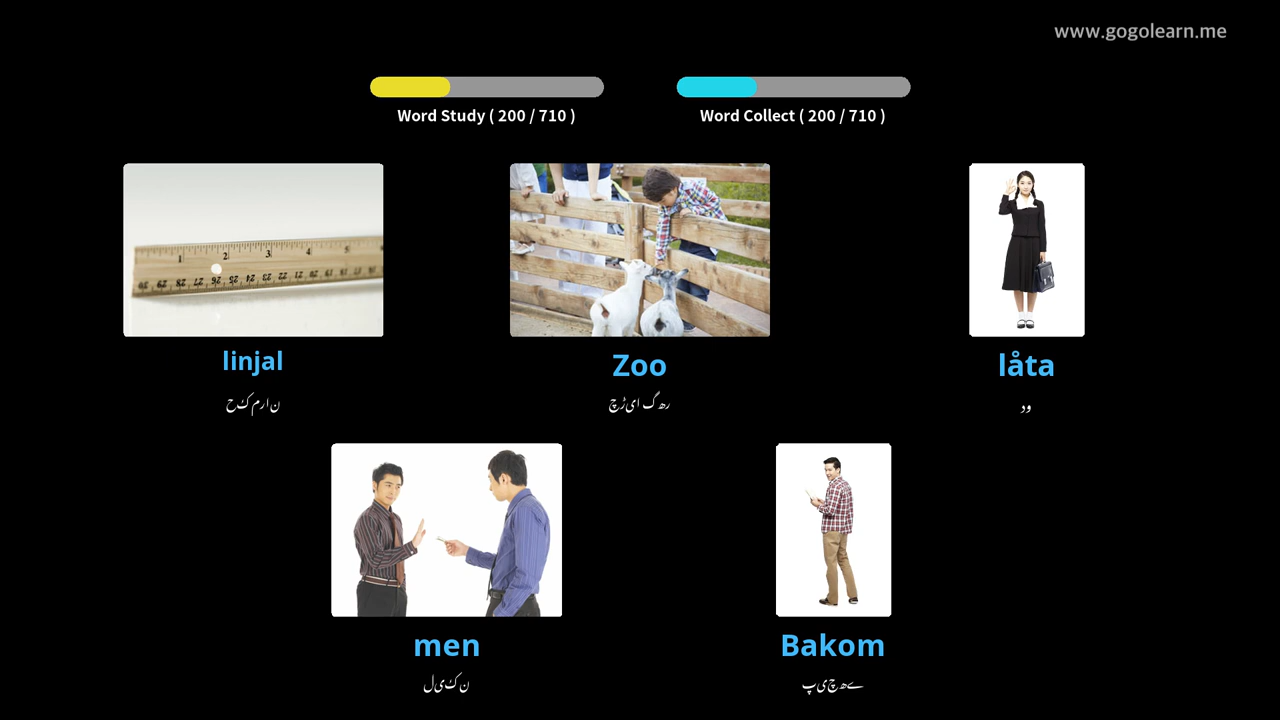 www.gogolearn.me
Word Study ( 200 / 710 )
Word Collect ( 200 / 710 )
linjal
حکمران
Zoo
چڑیا گھر
låta
دو
men
لیکن
Bakom
پیچھے